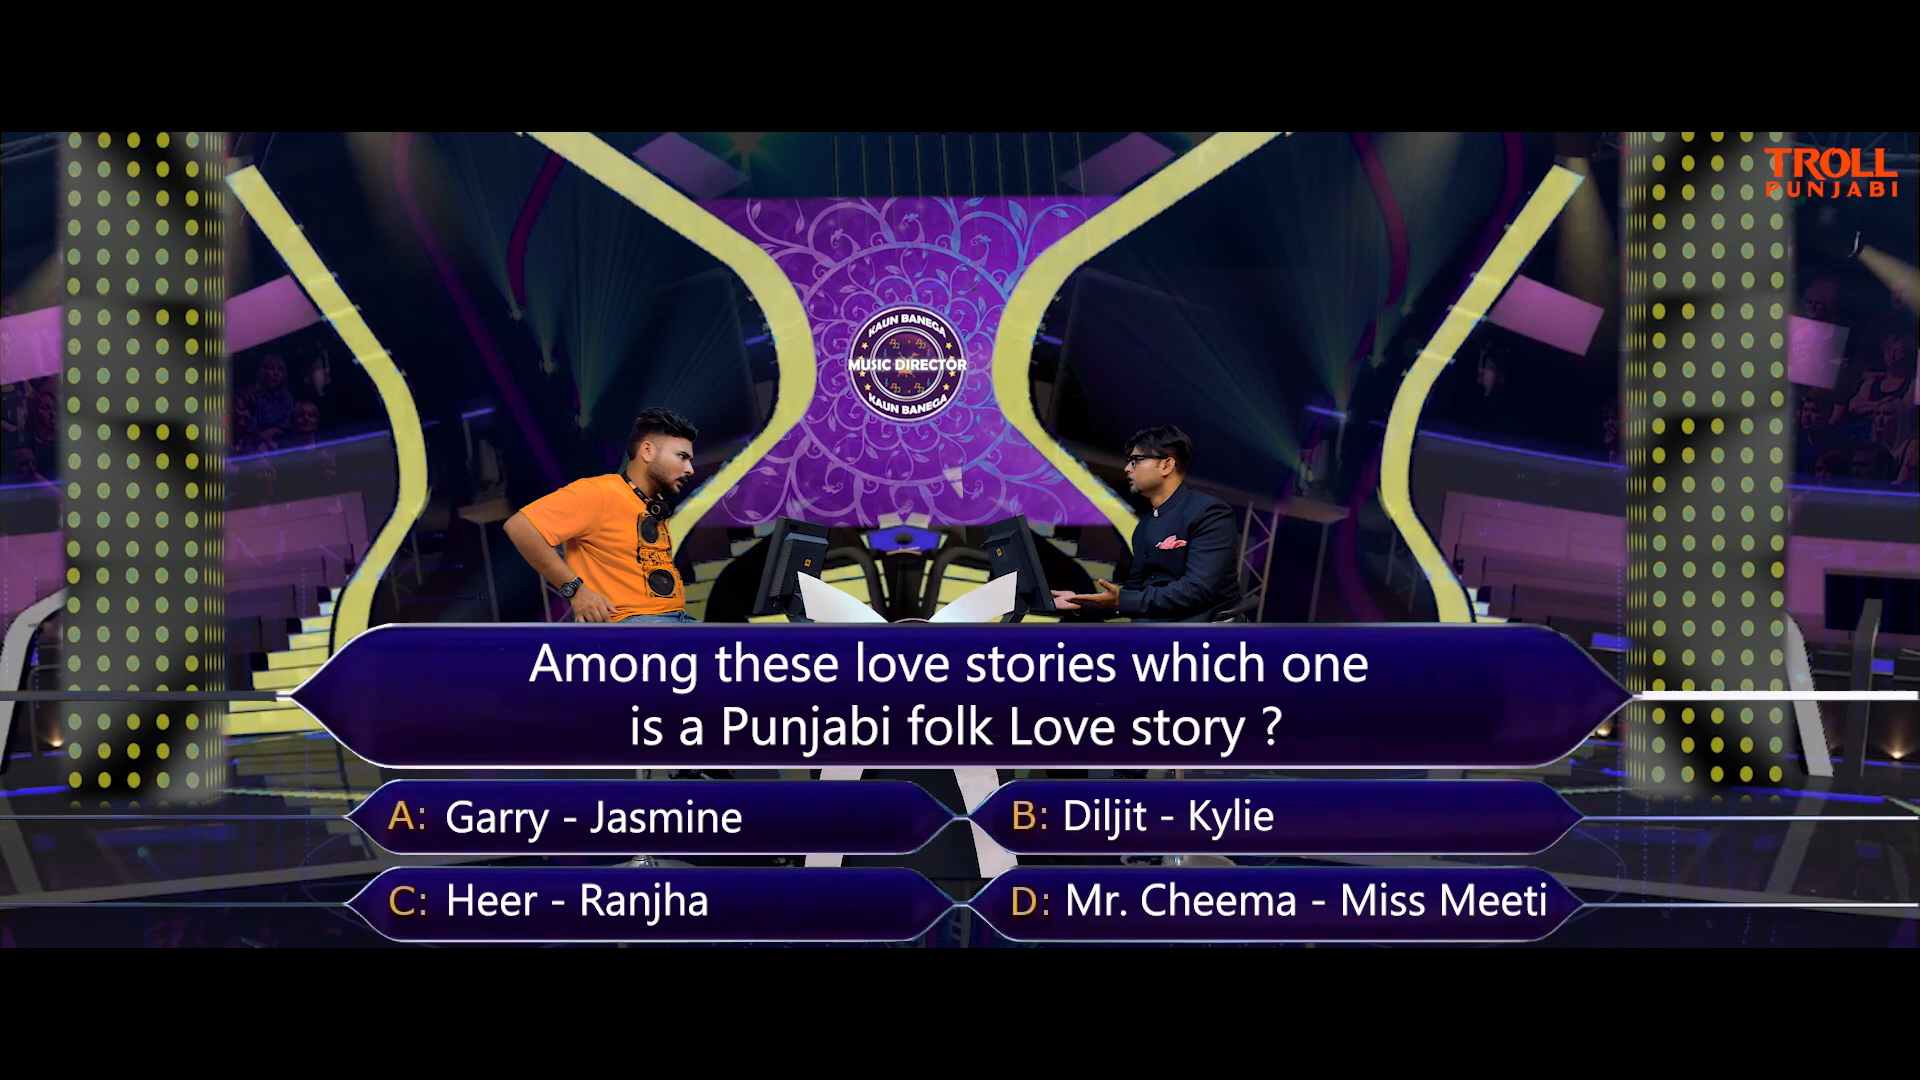 TROLL
PUNJABI
KAUN BANEGA
MUSIC DIRECTOR
KAUN BANEGA
Among these love stories which one
is a Punjabi folk Love story ?
A: Garry - Jasmine
B: Diljit - Kylie
C: Heer - Ranjha
D: Mr. Cheema - Miss Meeti